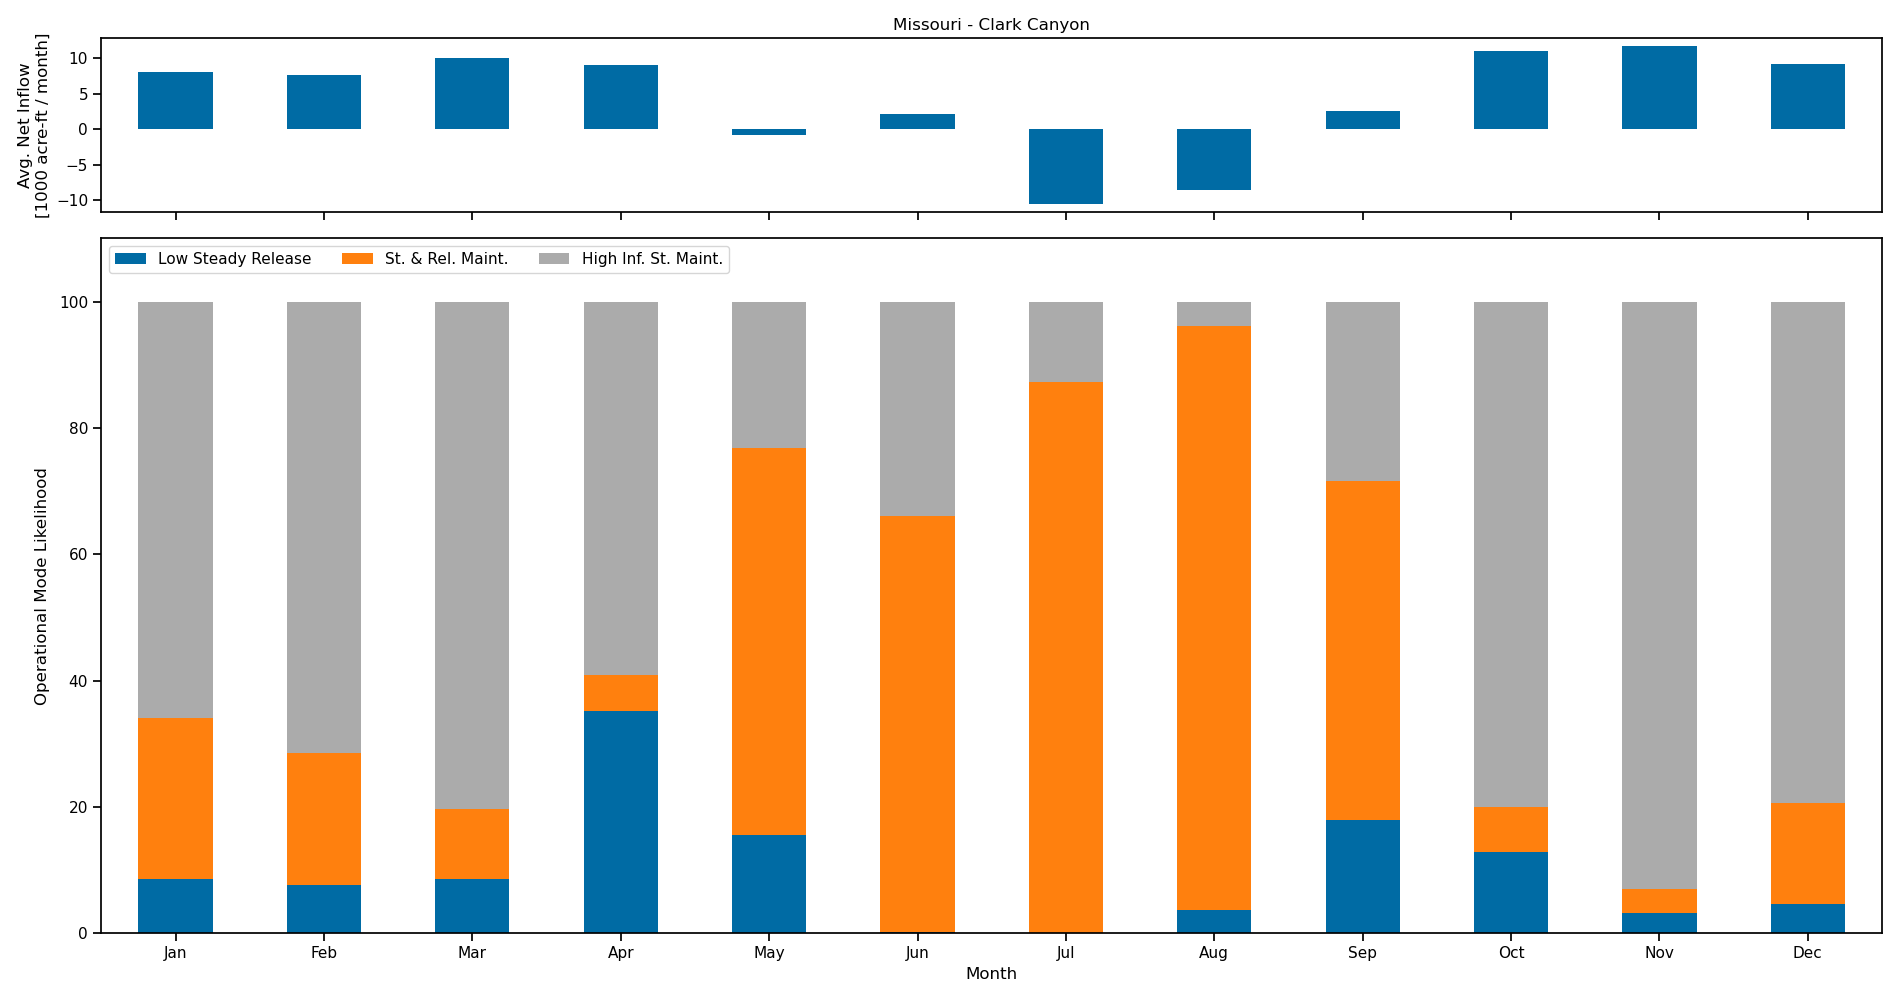 Missouri - Clark Canyon
Avg. Net Inflow
[1000 acre-ft / month]
10
5
0
−5
−10
Low Steady Release
St. & Rel. Maint.
High Inf. St. Maint.
Operational Mode Likelihood
100
80
60
40
20
0
Jan Feb Mar Apr May Jun Jul Aug Sep Oct Nov Dec
Month